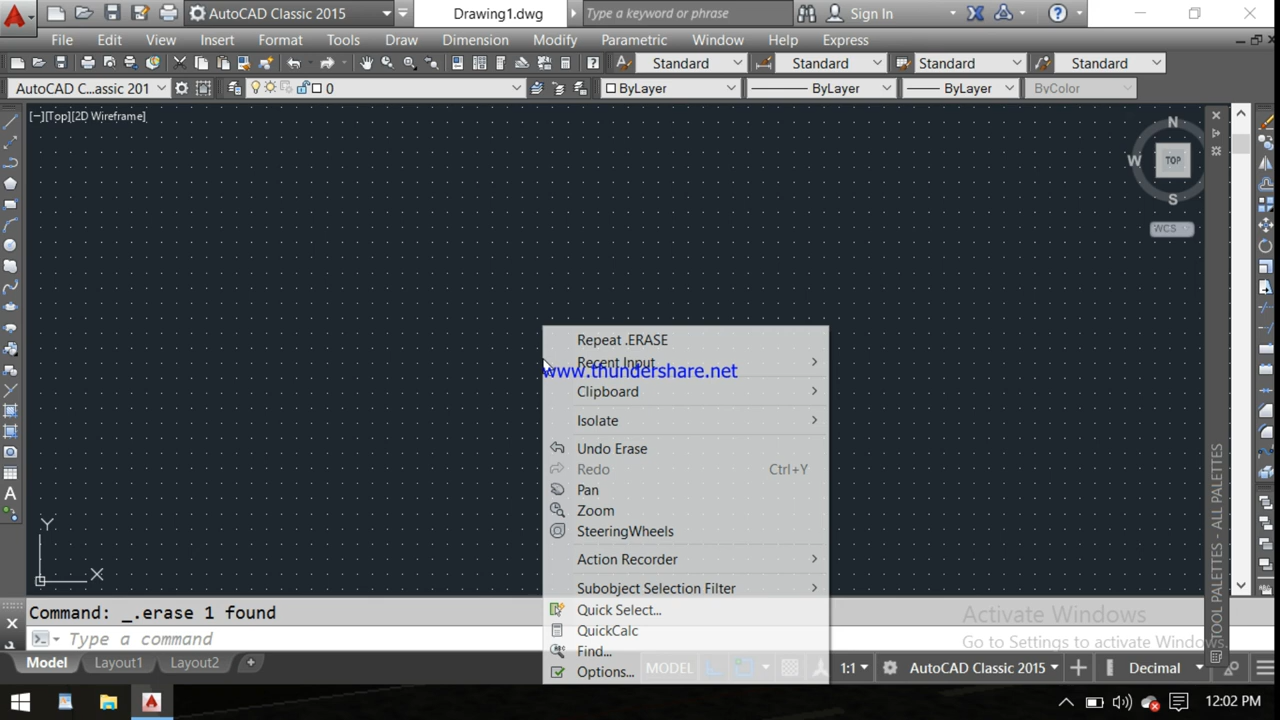 AutoCAD Classic 2015
Drawing1.dwg
Type a keyword or phrase
Sign In
File Edit View Insert Format Tools Draw Dimension Modify Parametric Window Help Express
Standard Standard Standard Standard
AutoCAD C...assic 201 0 ByLayer ByLayer ByLayer ByColor
[−][Top][2D Wireframe]
N
W TOP
S
WCS
Repeat .ERASE
Recent Input
www.thundershare.net
Clipboard
Isolate
Undo Erase
Redo Ctrl+Y
Pan
Zoom
SteeringWheels
Action Recorder
Subobject Selection Filter
Quick Select...
QuickCalc
Find...
Options...
Y
X
TOOL PALETTES - ALL PALETTES
Command: _.erase 1 found
Type a command
Activate Windows
Go to Settings to activate Windows.
Model Layout1 Layout2 + MODEL 1:1 AutoCAD Classic 2015 Decimal
A
12:02 PM